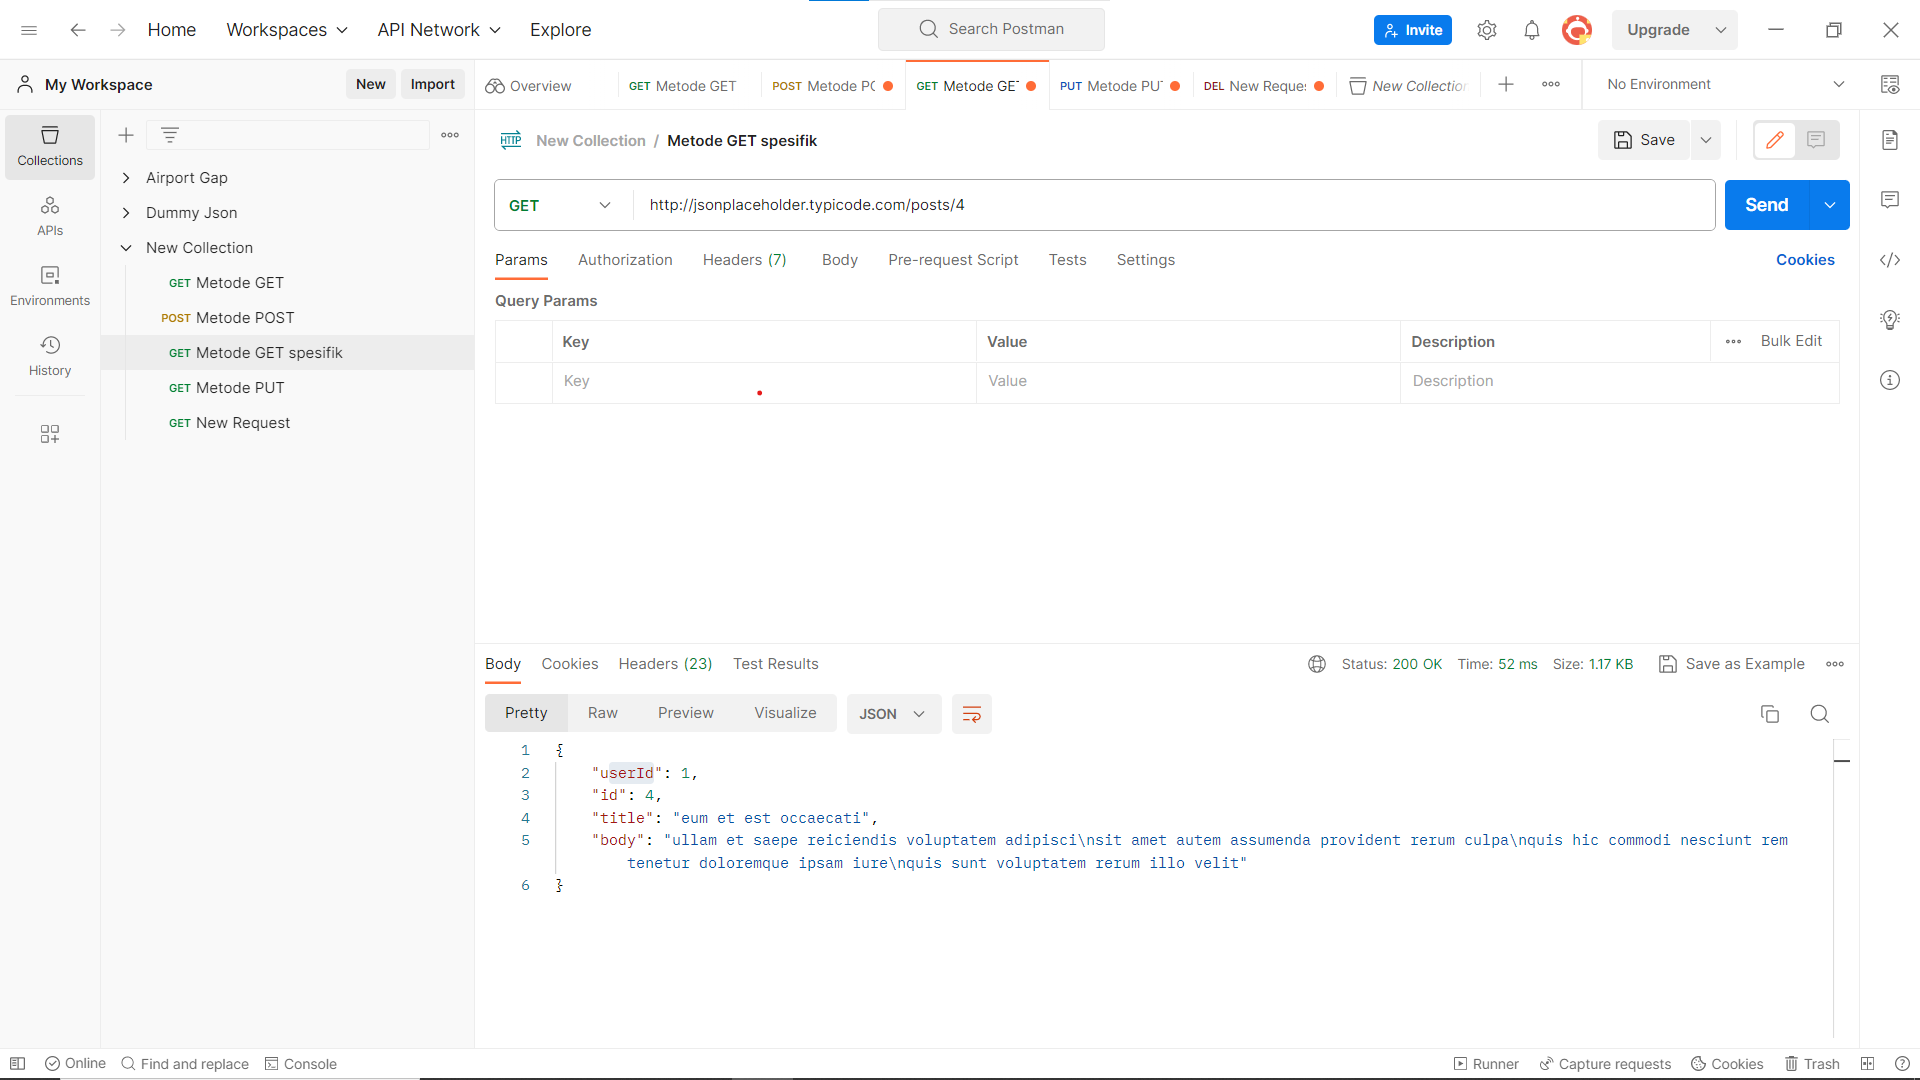 Home Workspaces API Network Explore Search Postman Invite Upgrade
My Workspace New Import
Overview GET Metode GET POST Metode PO GET Metode GE PUT Metode PU DEL New Reques New Collection No Environment
Collections
APIs
Environments
History
Airport Gap
Dummy Json
New Collection
GET Metode GET
POST Metode POST
GET Metode GET spesifik
GET Metode PUT
GET New Request
HTTP New Collection / Metode GET spesifik Save
GET http://jsonplaceholder.typicode.com/posts/4 Send
Params Authorization Headers (7) Body Pre-request Script Tests Settings Cookies
Query Params
Key Value Description Bulk Edit
Key Value Description
Body Cookies Headers (23) Test Results Status: 200 OK Time: 52 ms Size: 1.17 KB Save as Example
Pretty Raw Preview Visualize JSON
1 {
2 "userId": 1,
3 "id": 4,
4 "title": "eum et est occaecati",
5 "body": "ullam et saepe reiciendis voluptatem adipisci\nsit amet autem assumenda provident rerum culpa\nquis hic commodi nesciunt rem
tenetur doloremque ipsam iure\nquis sunt voluptatem rerum illo velit"
6 }
Online Find and replace Console Runner Capture requests Cookies Trash